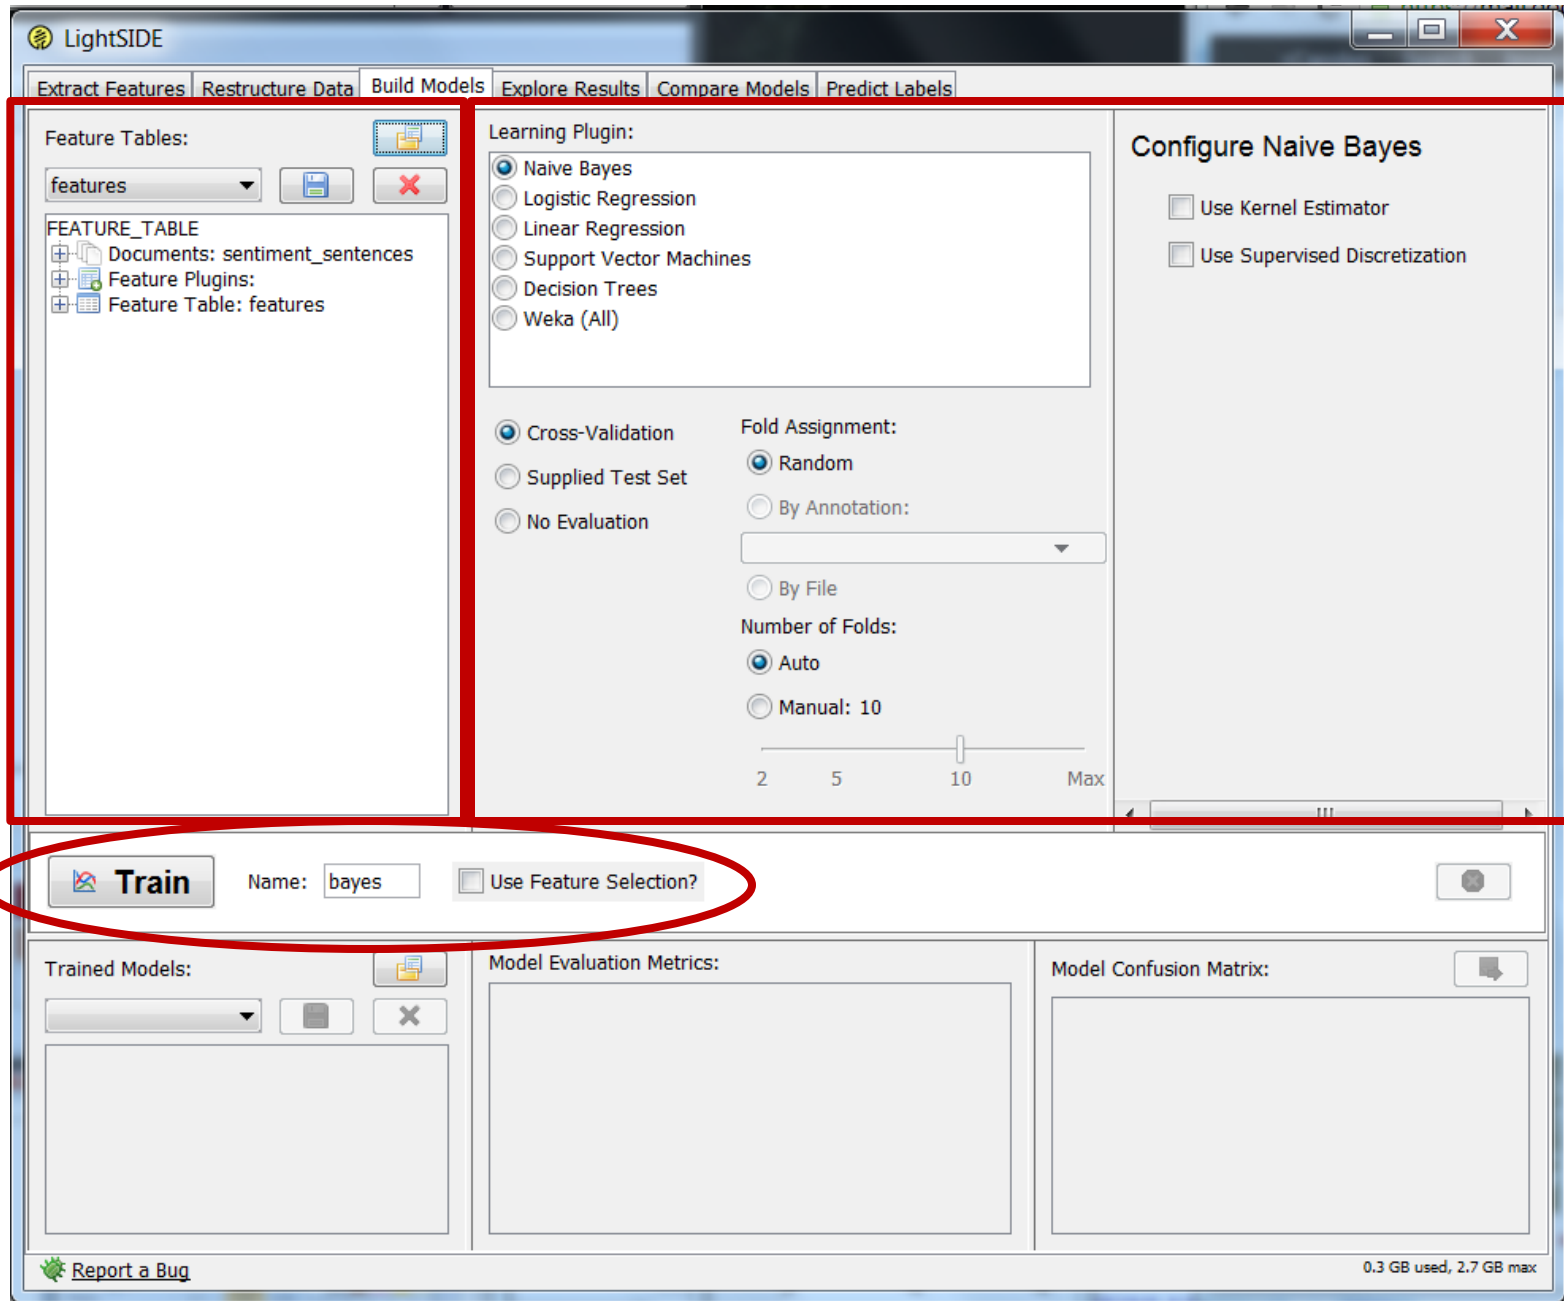 LightSIDE
Extract Features Restructure Data Build Models Explore Results Compare Models Predict Labels
Feature Tables:
features
FEATURE_TABLE
Documents: sentiment_sentences
Feature Plugins:
Feature Table: features
Learning Plugin:
Naive Bayes
Logistic Regression
Linear Regression
Support Vector Machines
Decision Trees
Weka (All)
Cross-Validation
Supplied Test Set
No Evaluation
Fold Assignment:
Random
By Annotation:
By File
Number of Folds:
Auto
Manual: 10
2 5 10 Max
Configure Naive Bayes
Use Kernel Estimator
Use Supervised Discretization
Train Name: bayes Use Feature Selection?
Trained Models:
Model Evaluation Metrics:
Model Confusion Matrix:
Report a Bug
0.3 GB used, 2.7 GB max